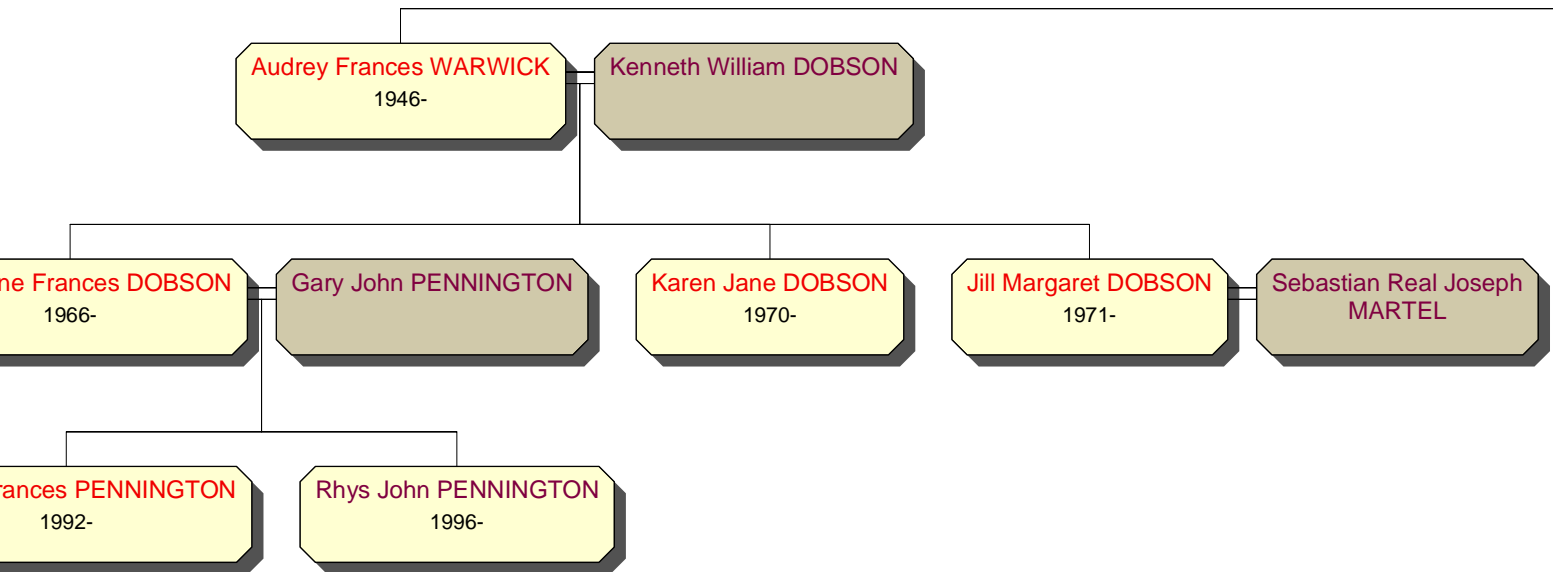 Audrey Frances WARWICK
1946-
Kenneth William DOBSON
ne Frances DOBSON
1966-
Gary John PENNINGTON
Karen Jane DOBSON
1970-
Jill Margaret DOBSON
1971-
Sebastian Real Joseph
MARTEL
rances PENNINGTON
1992-
Rhys John PENNINGTON
1996-